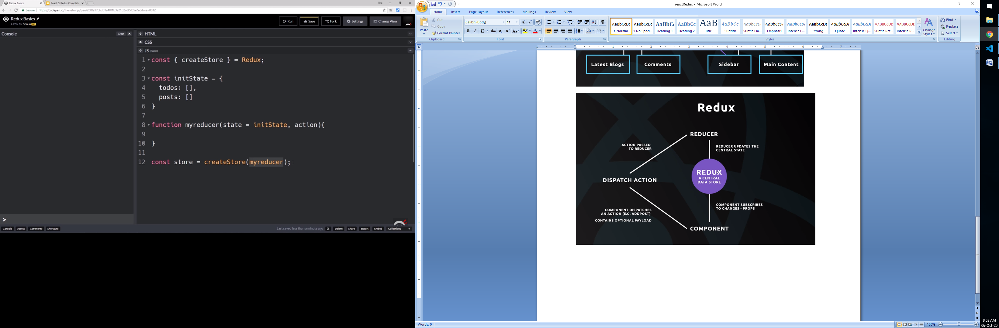 Redux Basics
React & Redux Complete
Secure
https://codepen.io/thenetninja/pen/208fa17cbdb1a40f1b3a21d2cdf5f85e?editors=0012
Redux Basics
A PEN BY Shaun PRO
Run
Save
Fork
Settings
Change View
Console
Clear
HTML
CSS
JS (Babel)
1 const { createStore } = Redux;
2
3 const initState = {
4 todos: [],
5 posts: []
6 }
7
8 function myreducer(state = initState, action){
9
10 }
11
12 const store = createStore(myreducer);
>
Console Assets Comments Shortcuts
Last saved less than a minute ago
Delete Share Export Embed Collections
reactRedux - Microsoft Word
Home Insert Page Layout References Mailings Review View
Paste
Cut
Copy
Format Painter
Clipboard
Calibri (Body) 11
Font
Paragraph
AaBbCcDc AaBbCcDc AaBbC AaBbCc AaB AaBbCc. AaBbCcDc AaBbCcDc AaBbCcDc AaBbCcDc AaBbCcDc AaBbCcDc AABBCCDC AABBCCDC
¶ Normal ¶ No Spaci... Heading 1 Heading 2 Title Subtitle Subtle Em... Emphasis Intense E... Strong Quote Intense Q... Subtle Ref... Intense R...
Change Styles
Styles
Find
Replace
Select
Editing
Latest Blogs
Comments
Sidebar
Main Content
Redux
REDUCER
ACTION PASSED
TO REDUCER
REDUCER UPDATES THE
CENTRAL STATE
DISPATCH ACTION
REDUX
A CENTRAL
DATA STORE
COMPONENT DISPATCHES
AN ACTION (E.G. ADDPOST)
CONTAINS OPTIONAL PAYLOAD
COMPONENT SUBSCRIBES
TO CHANGES - PROPS
COMPONENT
Words: 0
130%
8:53 AM
06-Oct-20